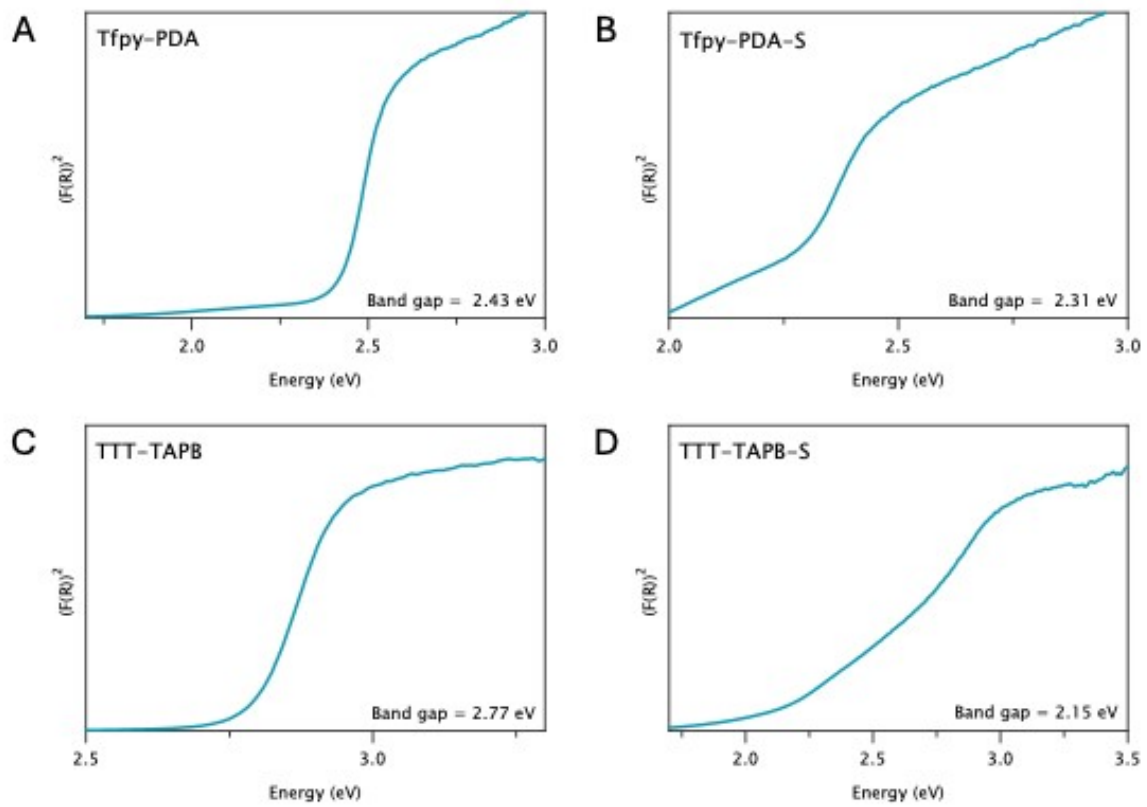 A
Tfpy-PDA
(F(R))²
Band gap = 2.43 eV
2.0
2.5
3.0
Energy (eV)
B
Tfpy-PDA-S
(F(R))²
Band gap = 2.31 eV
2.0
2.5
3.0
Energy (eV)
C
TTT-TAPB
(F(R))²
Band gap = 2.77 eV
2.5
3.0
Energy (eV)
D
TTT-TAPB-S
(F(R))²
Band gap = 2.15 eV
2.0
2.5
3.0
3.5
Energy (eV)